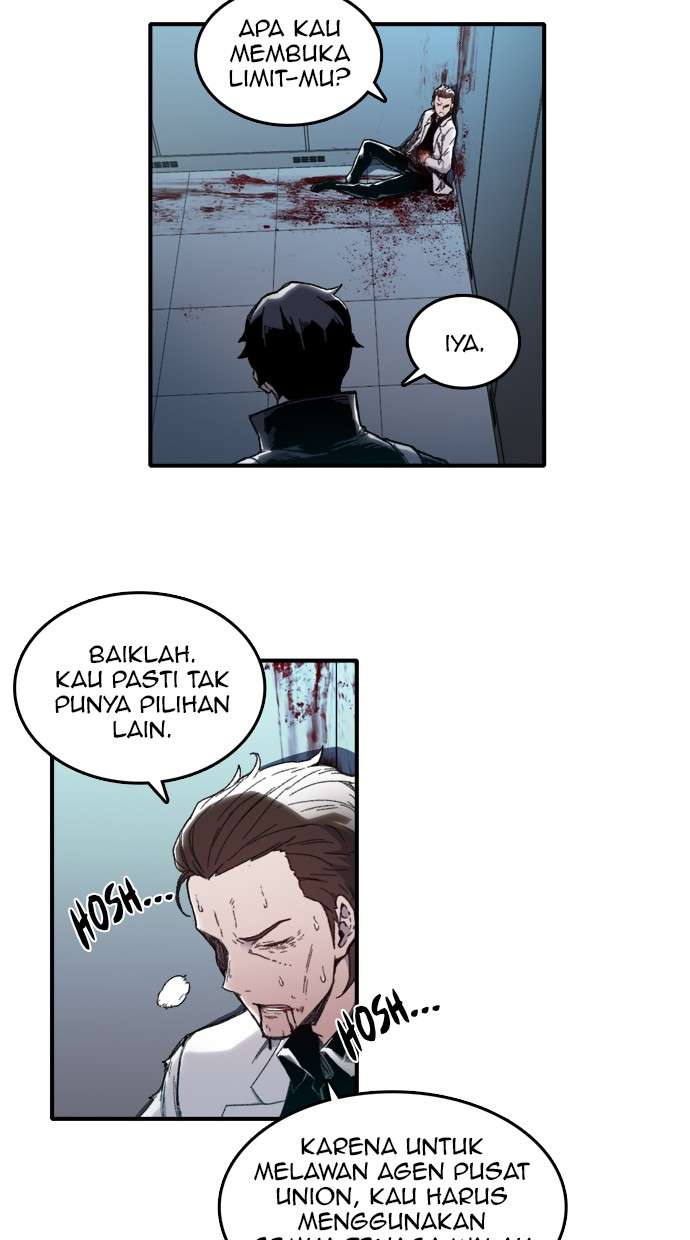 APA KAU
MEMBUKA
LIMIT-MU?
IYA.
BAIKLAH.
KAU PASTI TAK
PUNYA PILIHAN
LAIN.
HOSH...
HOSH...
KARENA UNTUK
MELAWAN AGEN PUSAT
UNION, KAU HARUS
MENGGUNAKAN